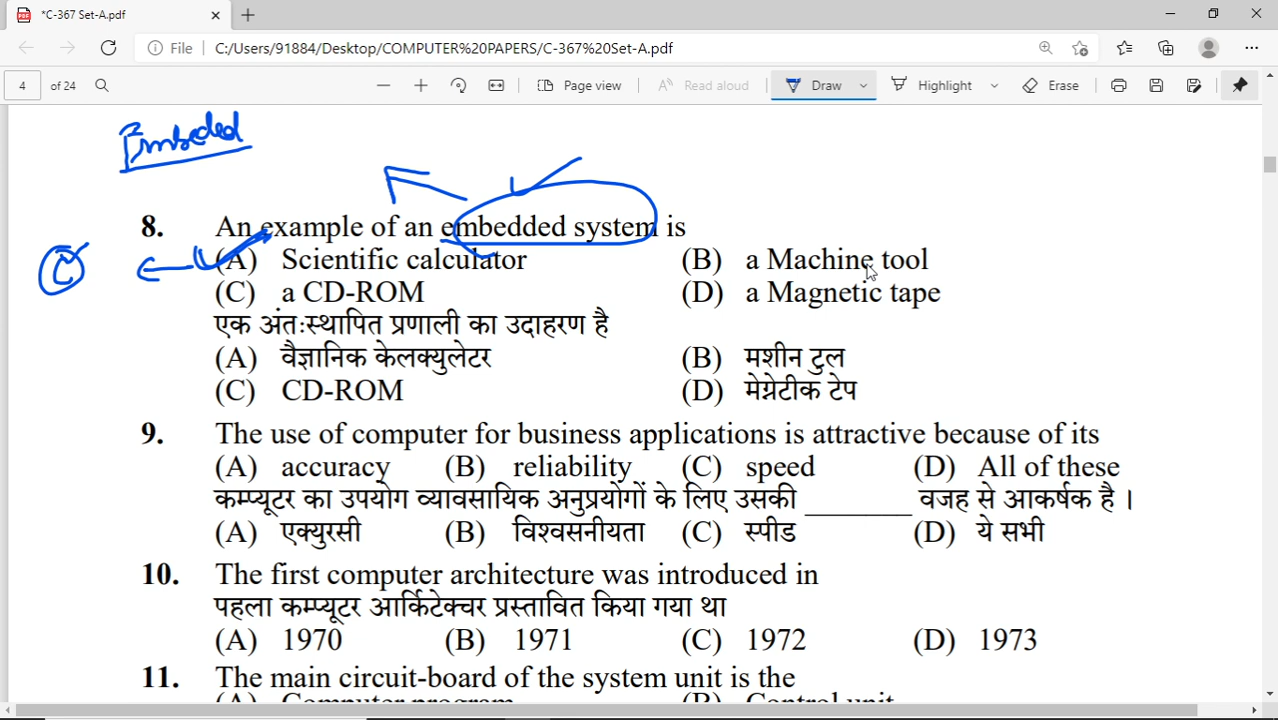 *C-367 Set-A.pdf
File C:/Users/91884/Desktop/COMPUTER%20PAPERS/C-367%20Set-A.pdf
4 of 24 Page view Read aloud Draw Highlight Erase
Embeded
8. An example of an embedded system is
(A) Scientific calculator (B) a Machine tool
(C) a CD-ROM (D) a Magnetic tape
एक अंतःस्थापित प्रणाली का उदाहरण है
(A) वैज्ञानिक केलक्युलेटर (B) मशीन टुल
(C) CD-ROM (D) मेग्नेटीक टेप
9. The use of computer for business applications is attractive because of its
(A) accuracy (B) reliability (C) speed (D) All of these
कम्प्यूटर का उपयोग व्यावसायिक अनुप्रयोगों के लिए उसकी ________ वजह से आकर्षक है ।
(A) एक्युरसी (B) विश्वसनीयता (C) स्पीड (D) ये सभी
10. The first computer architecture was introduced in
पहला कम्प्यूटर आर्किटेक्चर प्रस्तावित किया गया था
(A) 1970 (B) 1971 (C) 1972 (D) 1973
11. The main circuit-board of the system unit is the
(A) Computer program (B) Control unit